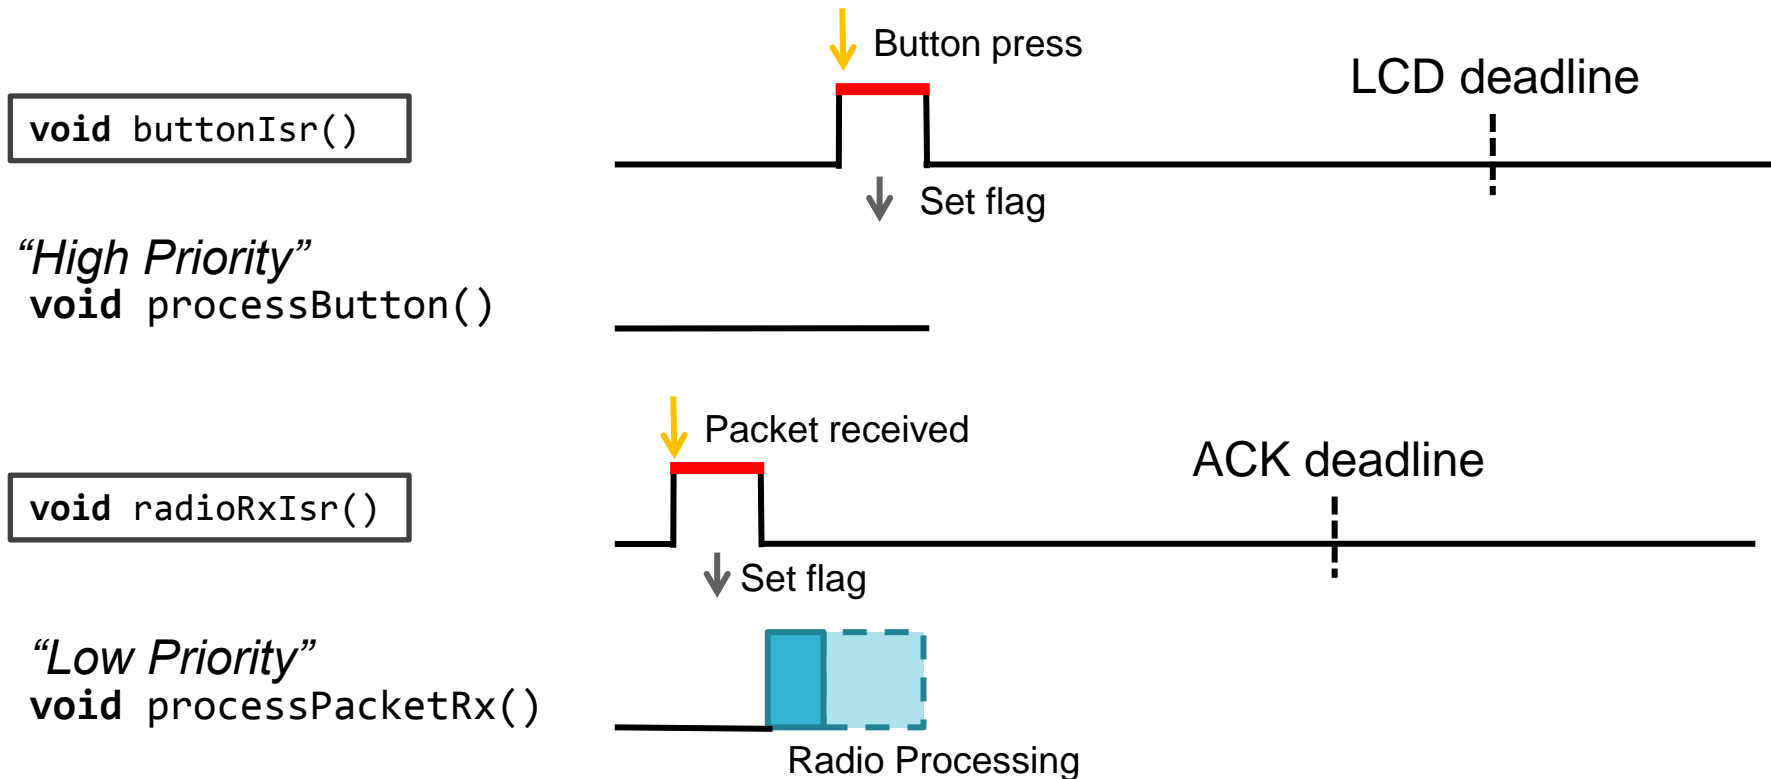 Button press
LCD deadline
void buttonIsr()
Set flag
“High Priority”
void processButton()
Packet received
ACK deadline
void radioRxIsr()
Set flag
“Low Priority”
void processPacketRx()
Radio Processing